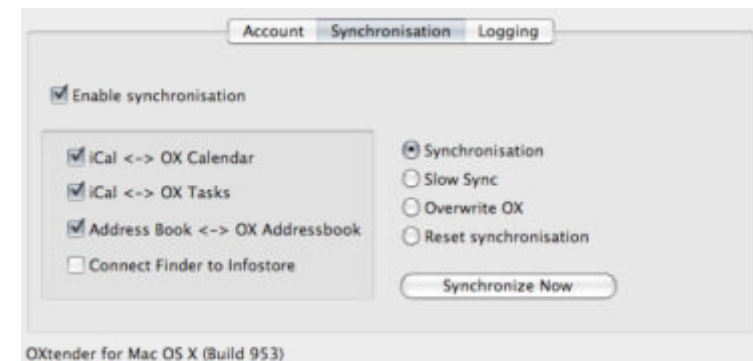 Account Synchronisation Logging
Enable synchronisation
iCal <-> OX Calendar
iCal <-> OX Tasks
Address Book <-> OX Addressbook
Connect Finder to Infostore
Synchronisation
Slow Sync
Overwrite OX
Reset synchronisation
Synchronize Now
OXtender for Mac OS X (Build 953)